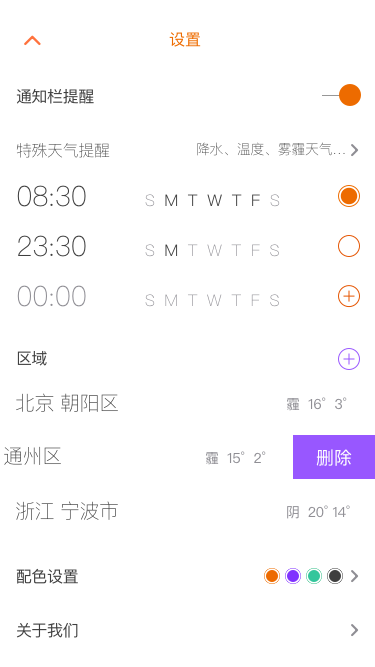 设置
通知栏提醒
特殊天气提醒 降水、温度、雾霾天气...
08:30 S M T W T F S
23:30 S M T W T F S
00:00 S M T W T F S
区域
北京 朝阳区 霾 16° 3°
通州区 霾 15° 2° 删除
浙江 宁波市 阴 20° 14°
配色设置
关于我们